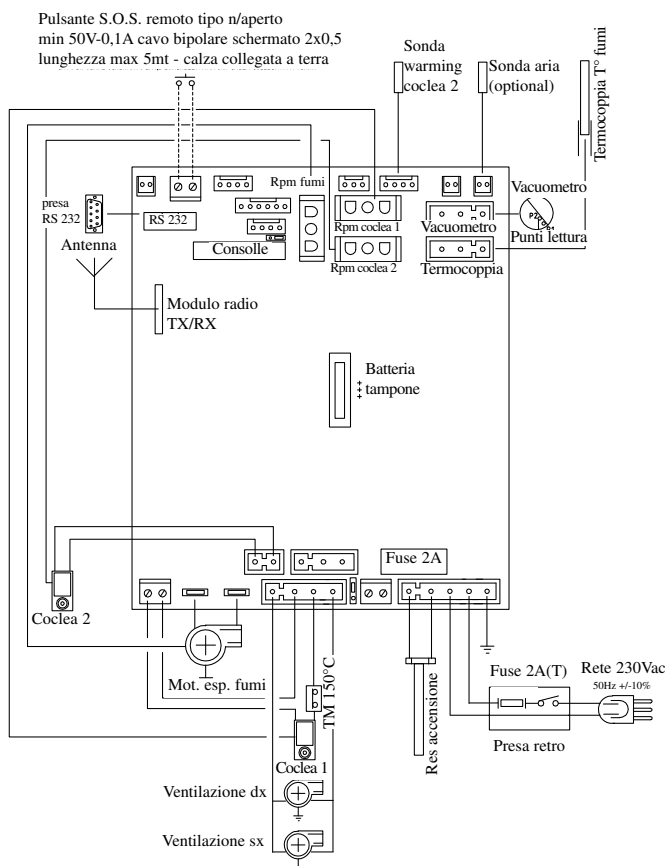 Pulsante S.O.S. remoto tipo n/aperto
min 50V-0,1A cavo bipolare schermato 2x0,5
lunghezza max 5mt - calza collegata a terra
Sonda
warming
coclea 2
Sonda aria
(optional)
Termocoppia T° fumi
Rpm fumi
presa
RS 232
RS 232
Antenna
Consolle
Rpm coclea 1
Rpm coclea 2
Vacuometro
Vacuometro
Punti lettura
Termocoppia
Modulo radio
TX/RX
Batteria
tampone
Fuse 2A
Coclea 2
Mot. esp. fumi
TM 150°C
Coclea 1
Res accensione
Fuse 2A(T)
Rete 230Vac
50Hz +/-10%
Presa retro
Ventilazione dx
Ventilazione sx